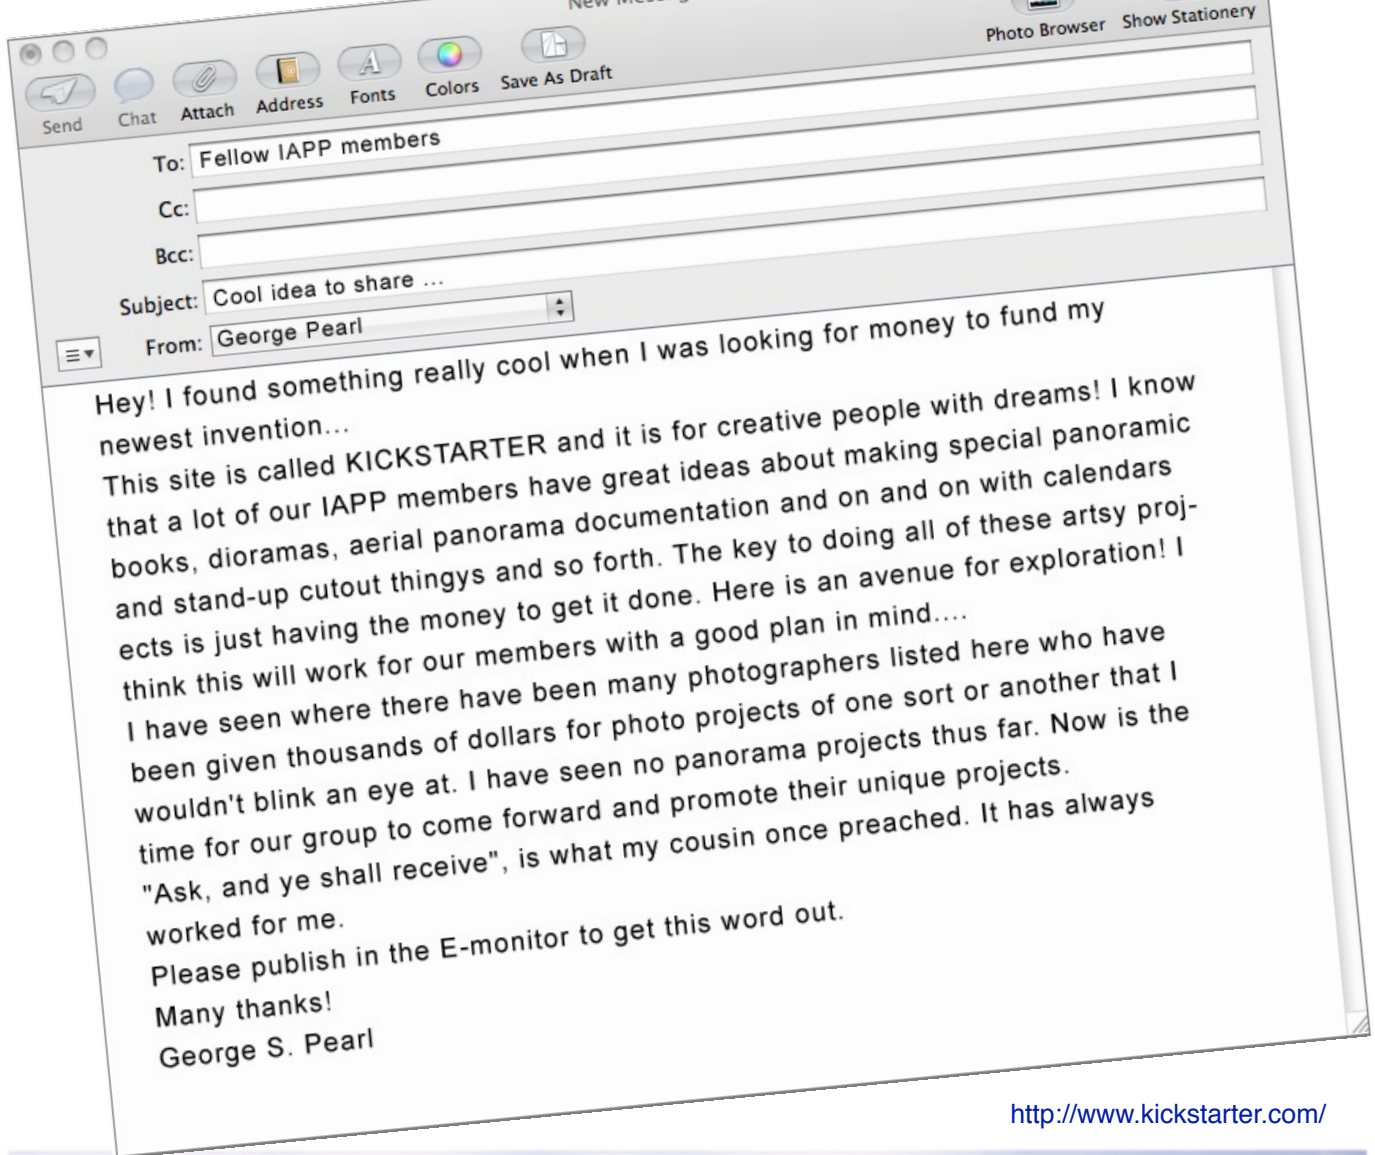 New Messag
Photo Browser Show Stationery
Send Chat Attach Address Fonts Colors Save As Draft
To: Fellow IAPP members
Cc:
Bcc:
Subject: Cool idea to share ...
From: George Pearl
Hey! I found something really cool when I was looking for money to fund my
newest invention...
This site is called KICKSTARTER and it is for creative people with dreams! I know
that a lot of our IAPP members have great ideas about making special panoramic
books, dioramas, aerial panorama documentation and on and on with calendars
and stand-up cutout thingys and so forth. The key to doing all of these artsy proj-
ects is just having the money to get it done. Here is an avenue for exploration! I
think this will work for our members with a good plan in mind....
I have seen where there have been many photographers listed here who have
been given thousands of dollars for photo projects of one sort or another that I
wouldn't blink an eye at. I have seen no panorama projects thus far. Now is the
time for our group to come forward and promote their unique projects.
"Ask, and ye shall receive", is what my cousin once preached. It has always
worked for me.
Please publish in the E-monitor to get this word out.
Many thanks!
George S. Pearl
http://www.kickstarter.com/